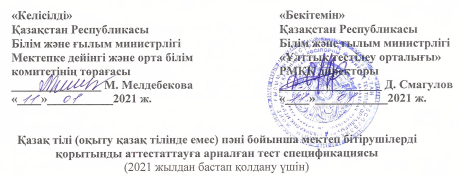 «Келісілді»
Қазақстан Республикасы
Білім және ғылым министрлігі
Мектепке дейінгі және орта білім
комитетінің төрағасы
М. Мелдебекова
« 11 » 01 2021 ж.
«Бекітемін»
Қазақстан Республикасы
Білім және ғылым министрлігі
«Ұлттық тестілеу орталығы»
РМҚК директоры
Д. Смагулов
« 11 » 2021 ж.
Қазақ тілі (оқыту қазақ тілінде емес) пәні бойынша мектеп бітірушілерді
қорытынды аттестаттауға арналған тест спецификациясы
(2021 жылдан бастап қолдану үшін)